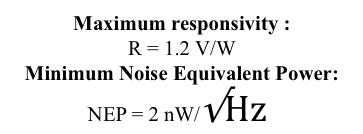 Maximum responsivity :
R = 1.2 V/W
Minimum Noise Equivalent Power:
NEP = 2 nW/√Hz